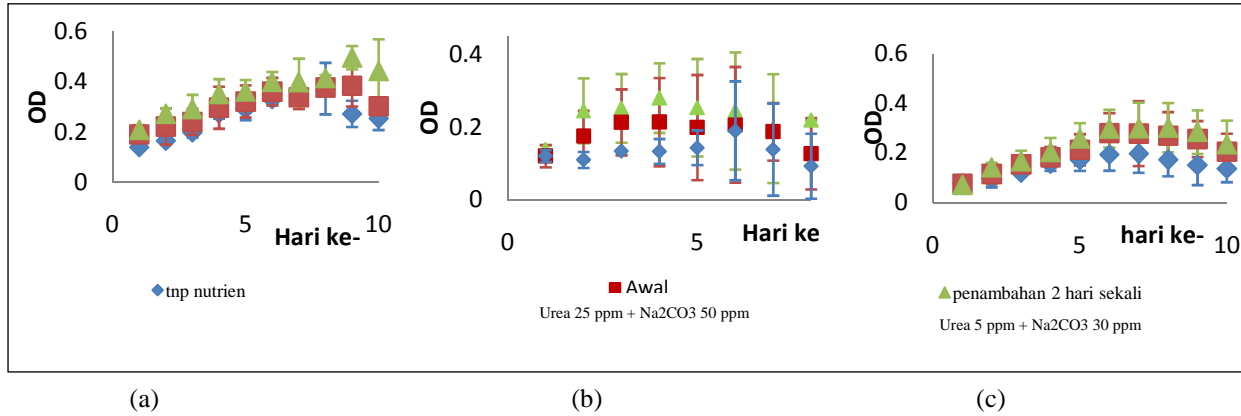 0.6
0.4
0.2
0
OD
0 5 10
Hari ke-
0.4
0.2
0
OD
0 5
Hari ke
0.6
0.4
0.2
0
OD
0 5 10
hari ke-
tnp nutrien
Awal
Urea 25 ppm + Na2CO3 50 ppm
penambahan 2 hari sekali
Urea 5 ppm + Na2CO3 30 ppm
(a) (b) (c)